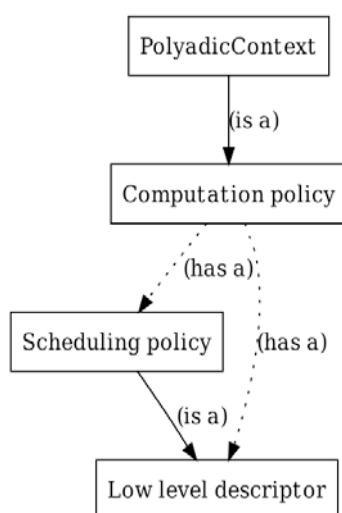 PolyadicContext
(is a)
Computation policy
(has a)
Scheduling policy
(has a)
(is a)
Low level descriptor